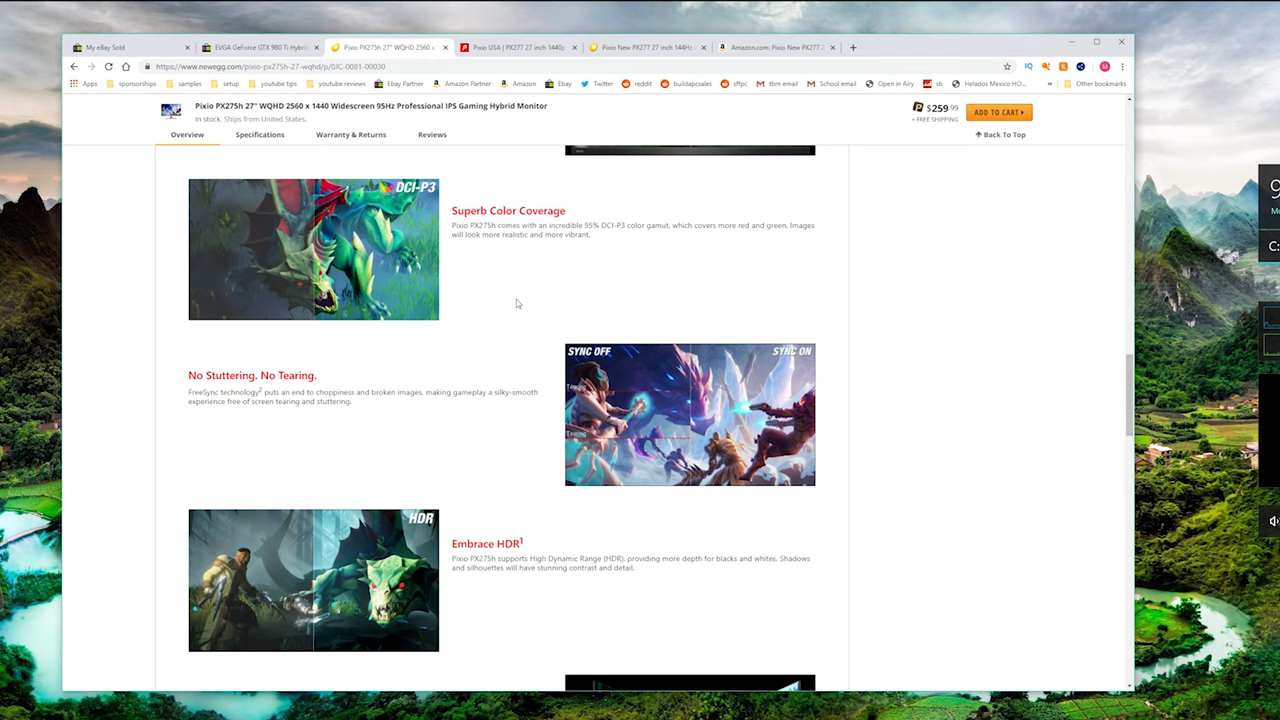 My eBay Sold
EVGA GeForce GTX 980 Ti Hybri
Pixio PX275h 27" WQHD 2560 x
Pixio USA | PX277 27 inch 1440p
Pixio New PX277 27 inch 144Hz
Amazon.com: Pixio New PX277 2
https://www.newegg.com/pixio-px275h-27-wqhd/p/0JC-0081-00030
IQ
M
Apps
sponsorships
samples
setup
youtube tips
youtube reviews
Ebay Partner
Amazon Partner
Amazon
Ebay
Twitter
reddit
buildapcsales
sffpc
tbm email
School email
Open in Airy
sb
Helados Mexico HO...
»
Other bookmarks
Pixio PX275h 27" WQHD 2560 x 1440 Widescreen 95Hz Professional IPS Gaming Hybrid Monitor
In stock. Ships from United States.
$259.99
+ FREE SHIPPING
ADD TO CART
Overview
Specifications
Warranty & Returns
Reviews
Back To Top
DCI-P3
Superb Color Coverage
Pixio PX275h comes with an incredible 95% DCI-P3 color gamut, which covers more red and green. Images
will look more realistic and more vibrant.
No Stuttering. No Tearing.
FreeSync technology² puts an end to choppiness and broken images, making gameplay a silky-smooth
experience free of screen tearing and stuttering.
SYNC OFF
SYNC ON
Tearing
Tearing
HDR
Embrace HDR¹
Pixio PX275h supports High Dynamic Range (HDR), providing more depth for blacks and whites. Shadows
and silhouettes will have stunning contrast and detail.
C: